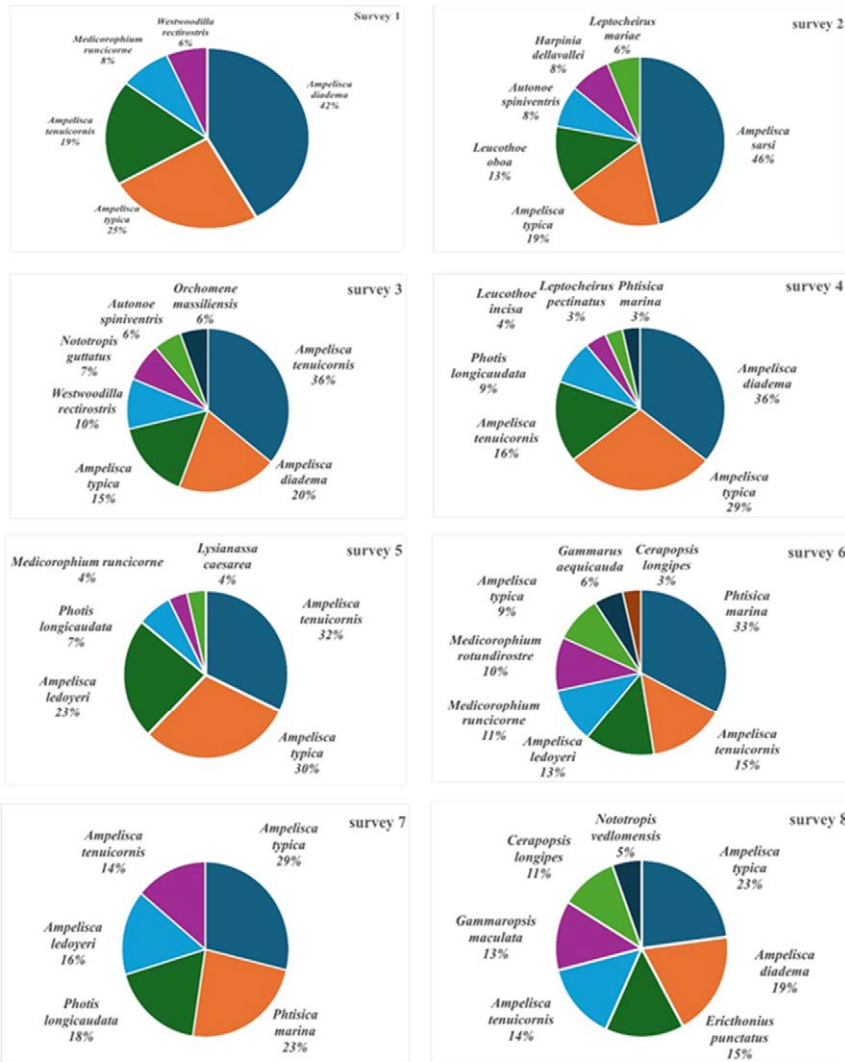 Survey 1
Westwoodilla
rectirostris
6%
Medicorophium
runcicorne
8%
Ampelisca
diadema
42%
Ampelisca
tenuicornis
19%
Ampelisca
typica
25%
survey 2
Leptocheirus
mariae
6%
Harpinia
dellavallei
8%
Autonoe
spiniventris
8%
Ampelisca
sarsi
46%
Leucothoe
oboa
13%
Ampelisca
typica
19%
survey 3
Orchomene
massiliensis
6%
Autonoe
spiniventris
6%
Nototropis
guttatus
7%
Ampelisca
tenuicornis
36%
Westwoodilla
rectirostris
10%
Ampelisca
typica
15%
Ampelisca
diadema
20%
survey 4
Leucothoe
incisa
4%
Leptocheirus
pectinatus
3%
Phtisica
marina
3%
Photis
longicaudata
9%
Ampelisca
diadema
36%
Ampelisca
tenuicornis
16%
Ampelisca
typica
29%
survey 5
Medicorophium runcicorne
4%
Lysianassa
caesarea
4%
Ampelisca
tenuicornis
32%
Photis
longicaudata
7%
Ampelisca
ledoyeri
23%
Ampelisca
typica
30%
survey 6
Gammarus
aequicauda
6%
Cerapopsis
longipes
3%
Ampelisca
typica
9%
Phtisica
marina
33%
Medicorophium
rotundirostre
10%
Medicorophium
runcicorne
11%
Ampelisca
ledoyeri
13%
Ampelisca
tenuicornis
15%
survey 7
Ampelisca
tenuicornis
14%
Ampelisca
typica
29%
Ampelisca
ledoyeri
16%
Photis
longicaudata
18%
Phtisica
marina
23%
survey 8
Nototropis
vedlomensis
5%
Cerapopsis
longipes
11%
Ampelisca
typica
23%
Gammaropsis
maculata
13%
Ampelisca
diadema
19%
Ampelisca
tenuicornis
14%
Ericthonius
punctatus
15%